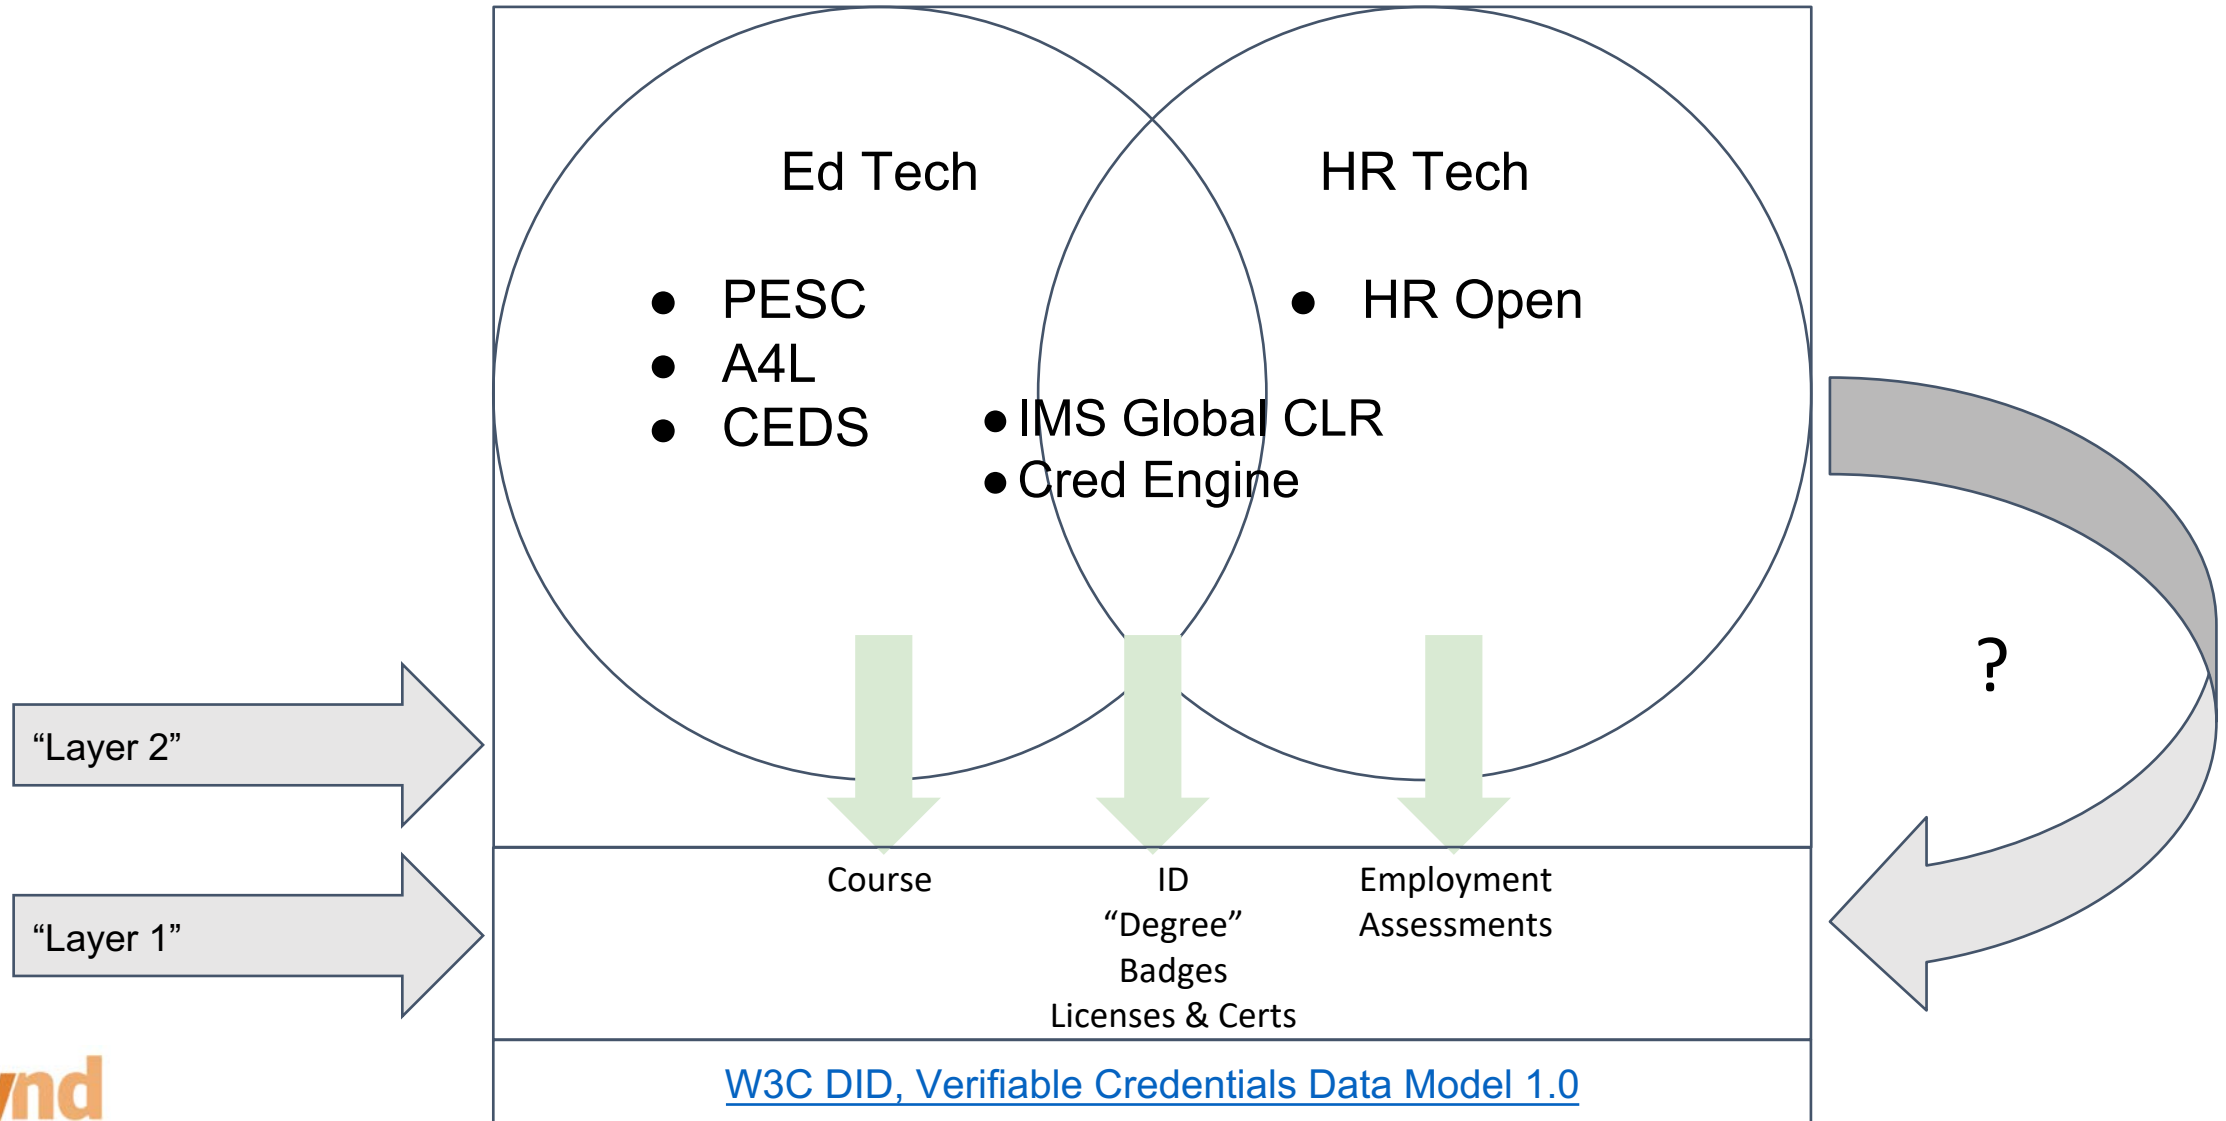 Ed Tech
HR Tech
● PESC
● A4L
● CEDS
● HR Open
● IMS Global CLR
● Cred Engine
?
“Layer 2”
“Layer 1”
Course
ID
“Degree”
Badges
Licenses & Certs
Employment
Assessments
W3C DID, Verifiable Credentials Data Model 1.0